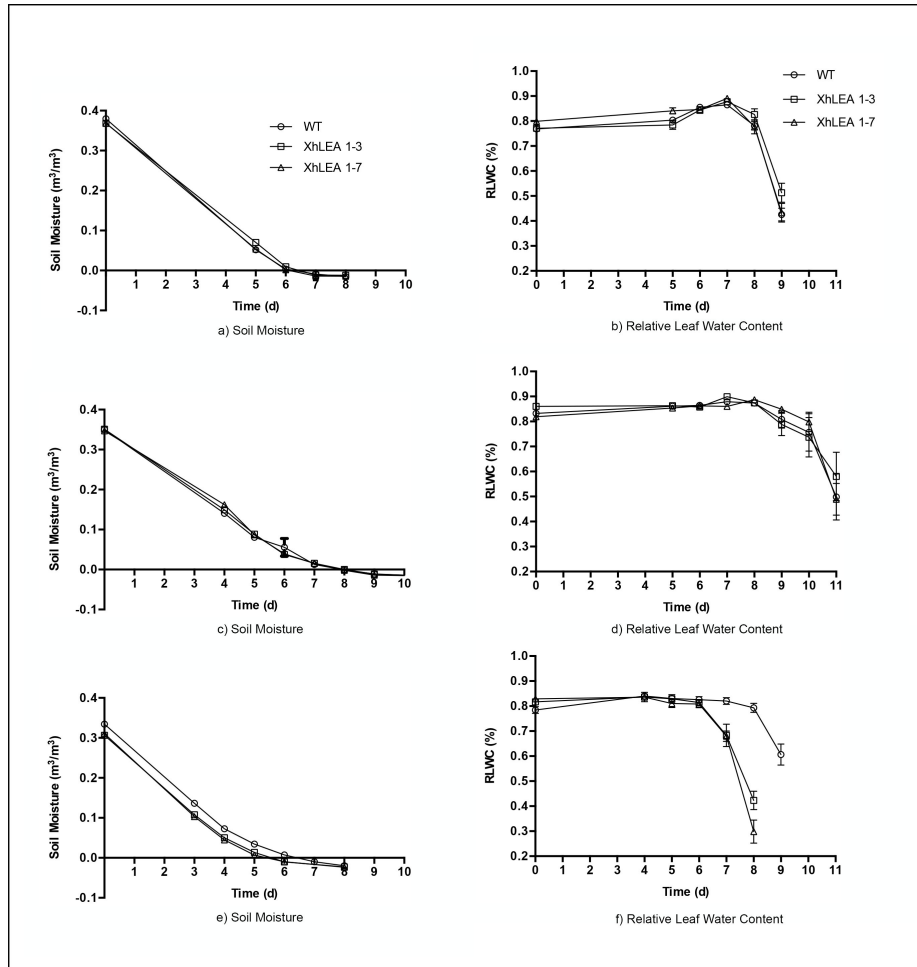 WT
XhLEA 1-3
XhLEA 1-7
Soil Moisture (m³/m³)
0.4
0.3
0.2
0.1
0.0
-0.1
1 2 3 4 5 6 7 8 9 10
Time (d)
a) Soil Moisture
WT
XhLEA 1-3
XhLEA 1-7
RLWC (%)
1.0
0.9
0.8
0.7
0.6
0.5
0.4
0.3
0.2
0 1 2 3 4 5 6 7 8 9 10 11
Time (d)
b) Relative Leaf Water Content
Soil Moisture (m³/m³)
0.4
0.3
0.2
0.1
0.0
-0.1
1 2 3 4 5 6 7 8 9 10
Time (d)
c) Soil Moisture
RLWC (%)
1.0
0.9
0.8
0.7
0.6
0.5
0.4
0.3
0.2
0 1 2 3 4 5 6 7 8 9 10 11
Time (d)
d) Relative Leaf Water Content
Soil Moisture (m³/m³)
0.4
0.3
0.2
0.1
0.0
-0.1
1 2 3 4 5 6 7 8 9 10
Time (d)
e) Soil Moisture
RLWC (%)
1.0
0.9
0.8
0.7
0.6
0.5
0.4
0.3
0.2
0 1 2 3 4 5 6 7 8 9 10 11
Time (d)
f) Relative Leaf Water Content